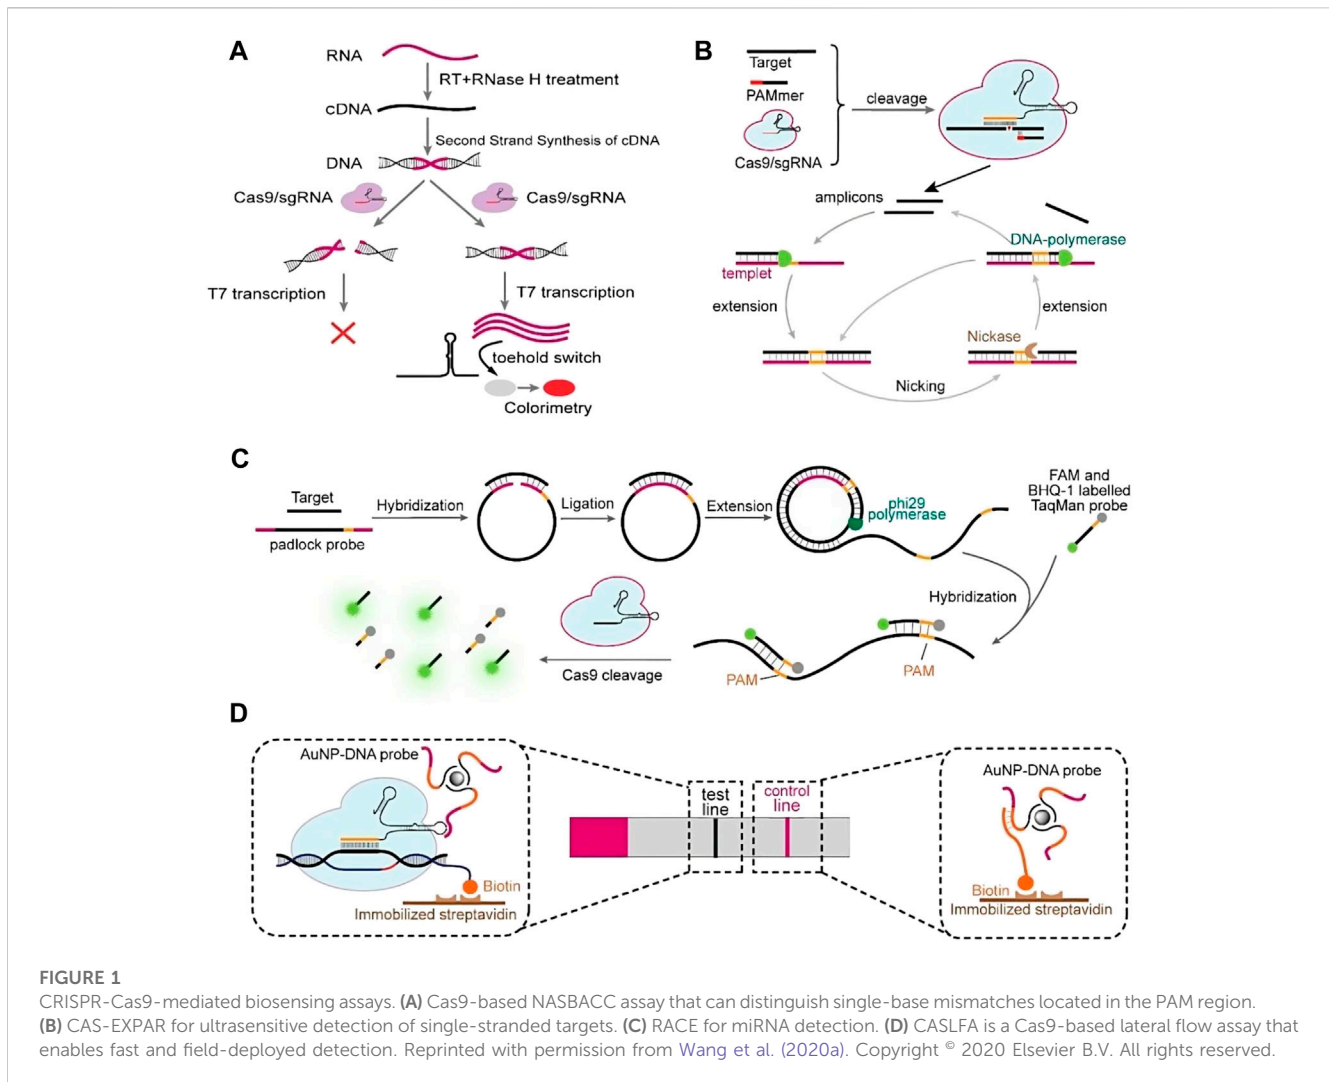 A
RNA
RT+RNase H treatment
cDNA
Second Strand Synthesis of cDNA
DNA
Cas9/sgRNA
Cas9/sgRNA
T7 transcription
T7 transcription
toehold switch
Colorimetry
B
Target
PAMmer
Cas9/sgRNA
cleavage
amplicons
DNA-polymerase
templet
extension
extension
Nickase
Nicking
C
Target
padlock probe
Hybridization
Ligation
Extension
phi29
polymerase
FAM and
BHQ-1 labelled
TaqMan probe
Hybridization
PAM
PAM
Cas9 cleavage
D
AuNP-DNA probe
Biotin
Immobilized streptavidin
test
line
control
line
AuNP-DNA probe
Biotin
Immobilized streptavidin
FIGURE 1
CRISPR-Cas9-mediated biosensing assays. (A) Cas9-based NASBACC assay that can distinguish single-base mismatches located in the PAM region.
(B) CAS-EXPAR for ultrasensitive detection of single-stranded targets. (C) RACE for miRNA detection. (D) CASLFA is a Cas9-based lateral flow assay that
enables fast and field-deployed detection. Reprinted with permission from Wang et al. (2020a). Copyright © 2020 Elsevier B.V. All rights reserved.